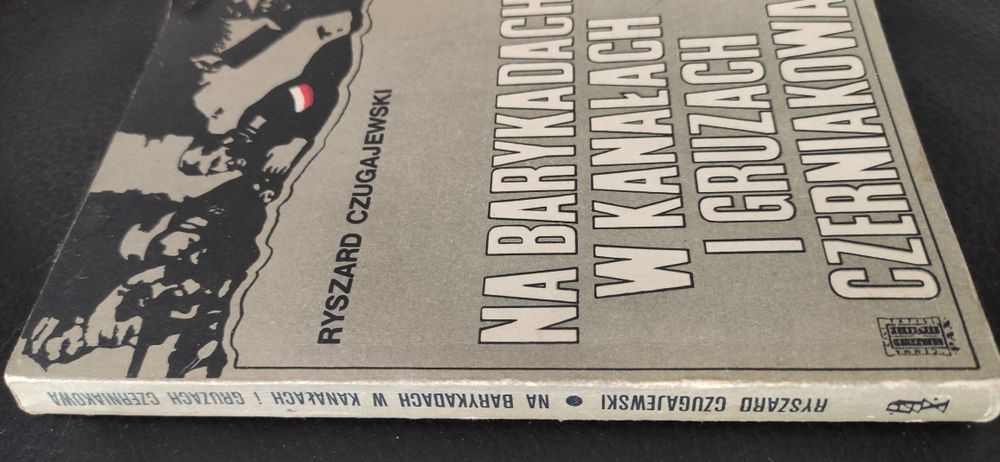 RYSZARD CZUGAJEWSKI
NA BARYKADACH
W KANAŁACH
I GRUZACH
CZERNIAKOWA
RYSZARD CZUGAJEWSKI ● NA BARYKADACH W KANAŁACH i GRUZACH CZERNIAKOWA